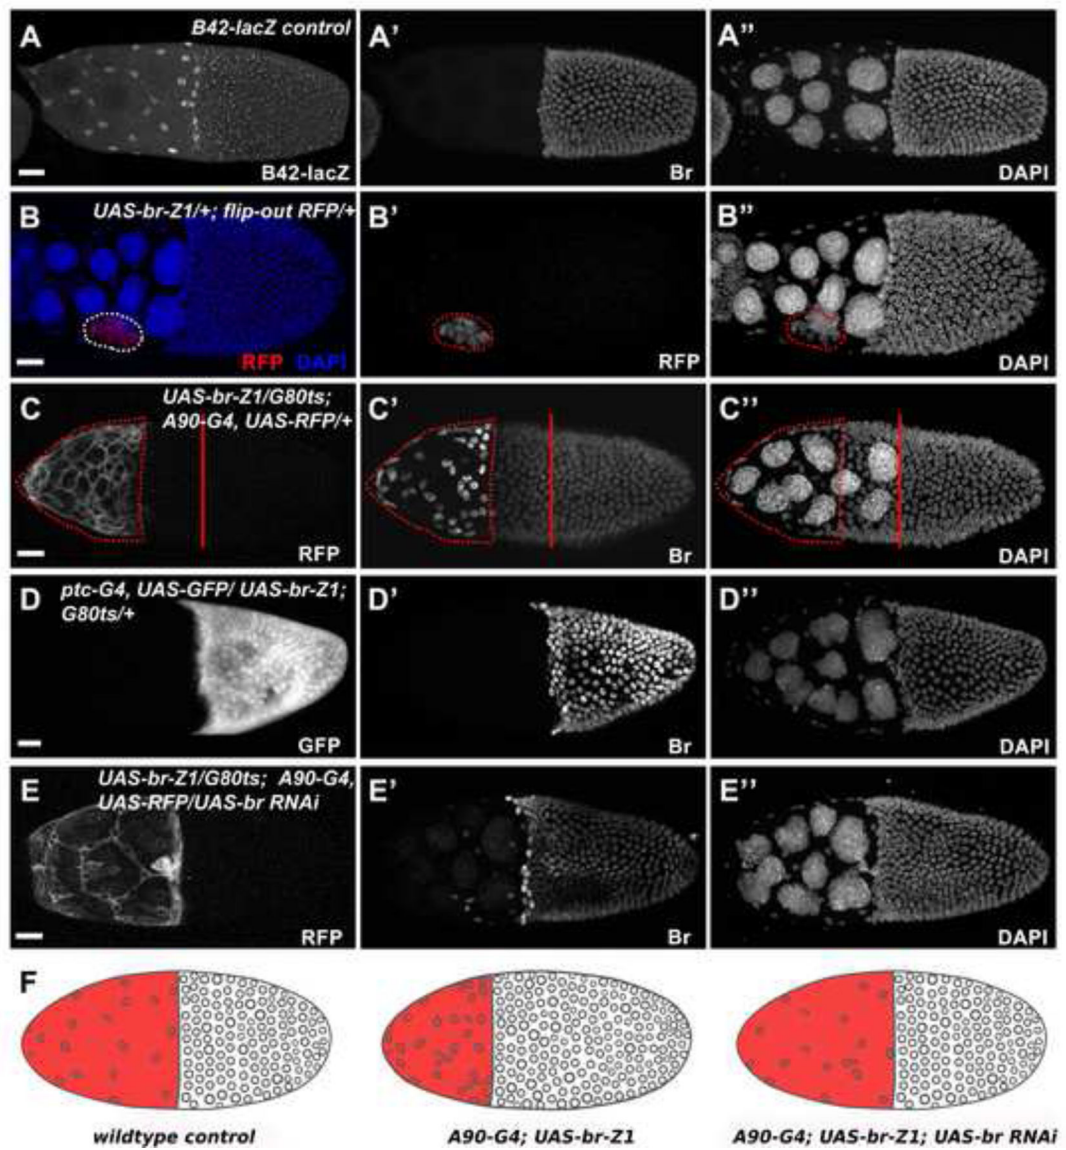 A
B42-lacZ control
B42-lacZ
A'
Br
A''
DAPI
B
UAS-br-Z1/+; flip-out RFP/+
RFP DAPI
B'
RFP
B''
DAPI
C
UAS-br-Z1/G80ts;
A90-G4, UAS-RFP/+
RFP
C'
Br
C''
DAPI
D
ptc-G4, UAS-GFP/ UAS-br-Z1;
G80ts/+
GFP
D'
Br
D''
DAPI
E
UAS-br-Z1/G80ts; A90-G4,
UAS-RFP/UAS-br RNAi
RFP
E'
Br
E''
DAPI
F
wildtype control
A90-G4; UAS-br-Z1
A90-G4; UAS-br-Z1; UAS-br RNAi